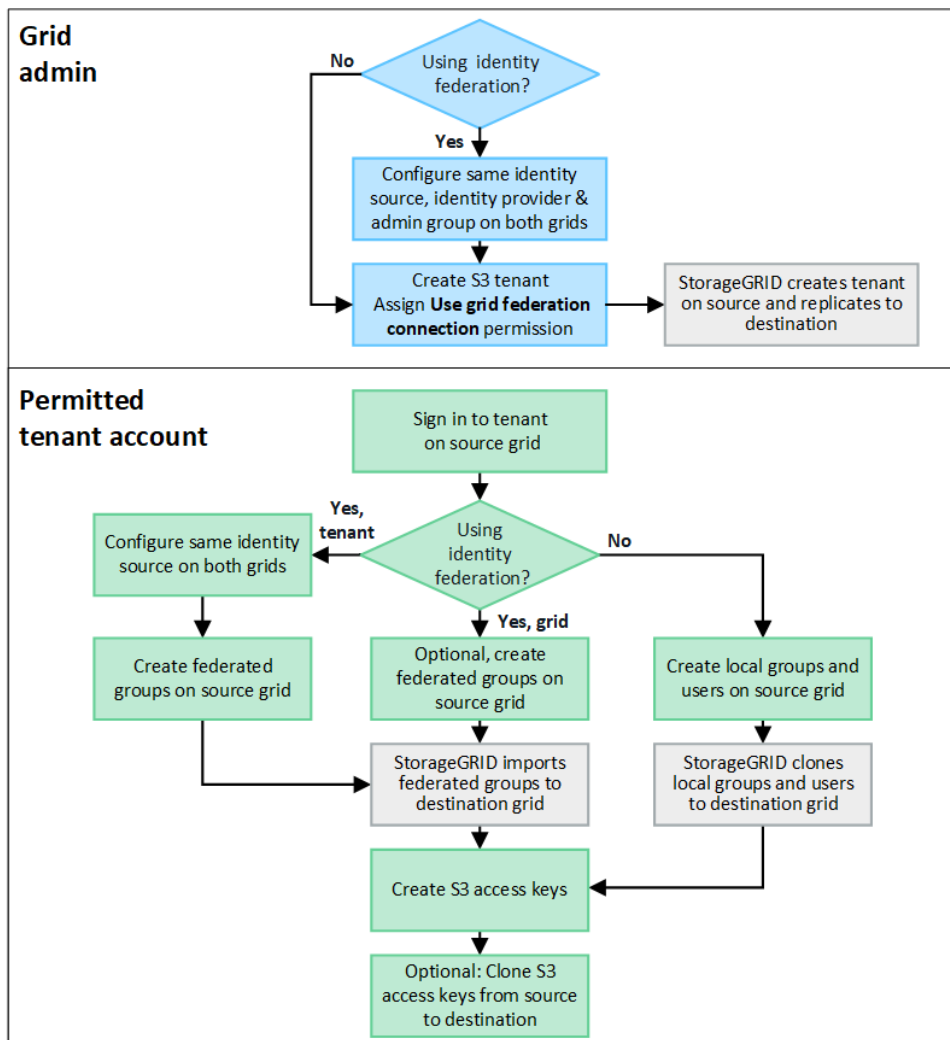 Grid
admin
No
Using identity
federation?
Yes
Configure same identity
source, identity provider &
admin group on both grids
Create S3 tenant
Assign Use grid federation
connection permission
StorageGRID creates tenant
on source and replicates to
destination
Permitted
tenant account
Sign in to tenant
on source grid
Yes,
tenant
Configure same identity
source on both grids
Using
identity
federation?
No
Yes, grid
Create federated
groups on source grid
Optional, create
federated groups on
source grid
Create local groups and
users on source grid
StorageGRID imports
federated groups to
destination grid
StorageGRID clones
local groups and users
to destination grid
Create S3 access keys
Optional: Clone S3
access keys from source
to destination